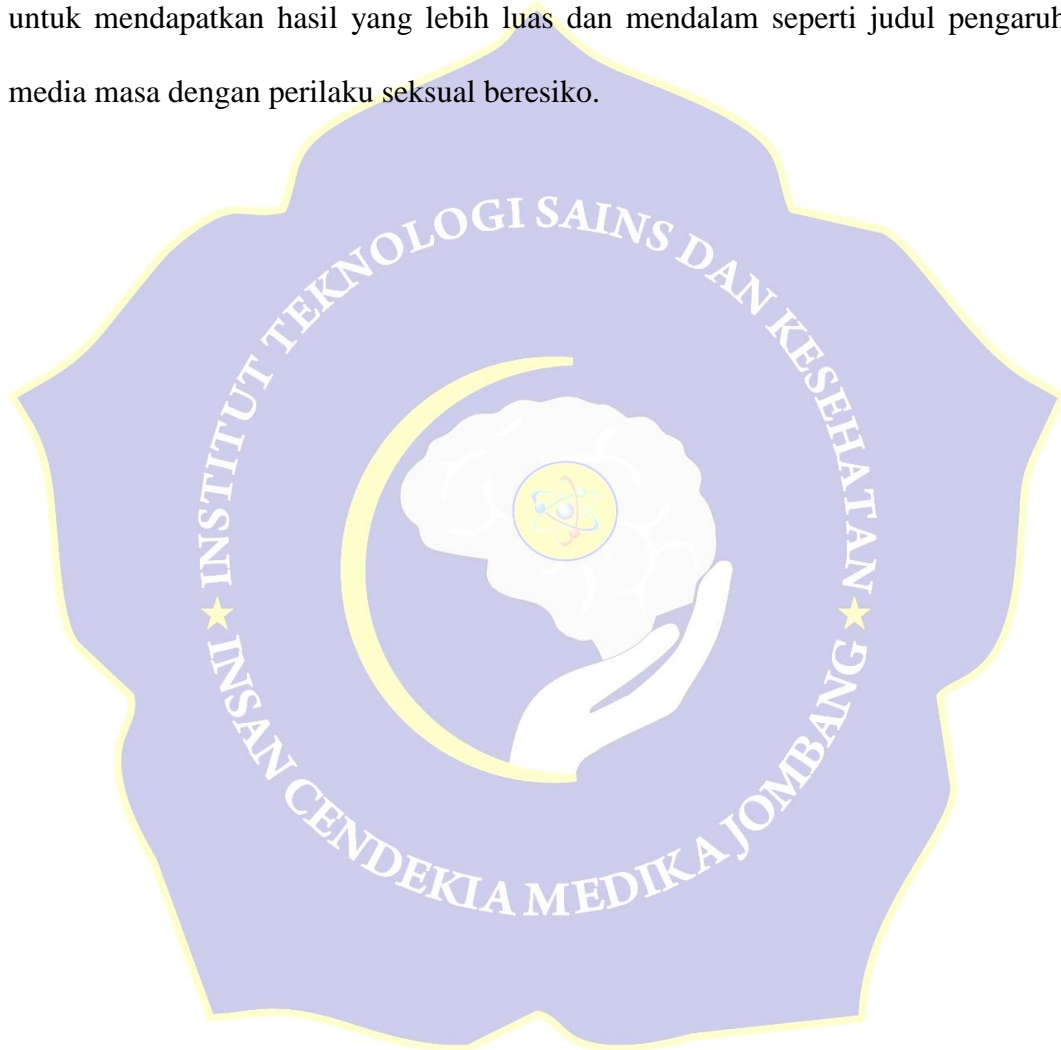 untuk mendapatkan hasil yang lebih luas dan mendalam seperti judul pengaruh
media masa dengan perilaku seksual beresiko.
INSTITUT TEKNOLOGI SAINS DAN KESEHATAN
INSAN CENDEKIA MEDIKA JOMBANG